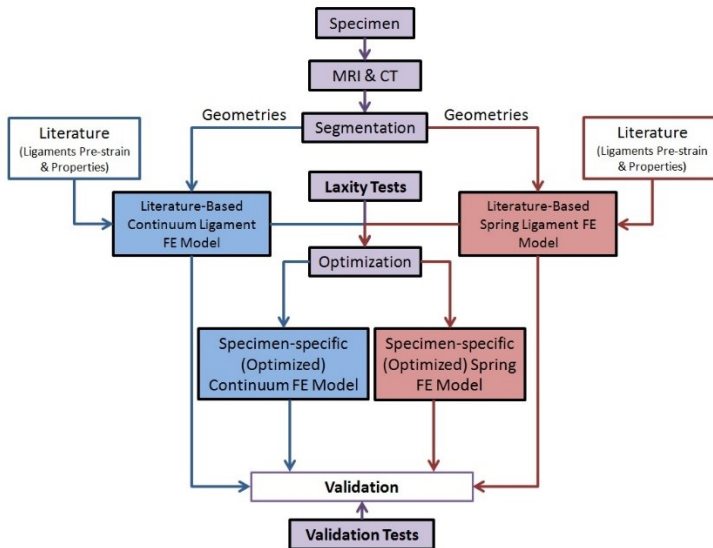 Specimen
MRI & CT
Geometries
Geometries
Segmentation
Literature
(Ligaments Pre-strain
& Properties)
Literature
(Ligaments Pre-strain
& Properties)
Laxity Tests
Literature-Based
Continuum Ligament
FE Model
Literature-Based
Spring Ligament FE
Model
Optimization
Specimen-specific
(Optimized)
Continuum FE Model
Specimen-specific
(Optimized) Spring
FE Model
Validation
Validation Tests